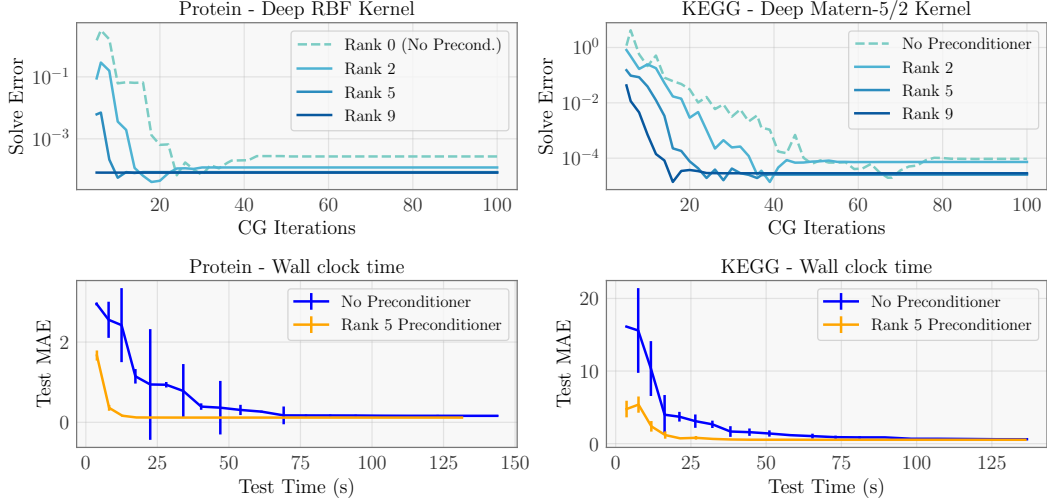 Protein - Deep RBF Kernel
Solve Error
10⁻¹
10⁻³
Rank 0 (No Precond.)
Rank 2
Rank 5
Rank 9
20 40 60 80 100
CG Iterations
KEGG - Deep Matern-5/2 Kernel
Solve Error
10⁰
10⁻²
10⁻⁴
No Preconditioner
Rank 2
Rank 5
Rank 9
20 40 60 80 100
CG Iterations
Protein - Wall clock time
Test MAE
2
0
No Preconditioner
Rank 5 Preconditioner
0 25 50 75 100 125 150
Test Time (s)
KEGG - Wall clock time
Test MAE
20
10
0
No Preconditioner
Rank 5 Preconditioner
0 25 50 75 100 125
Test Time (s)